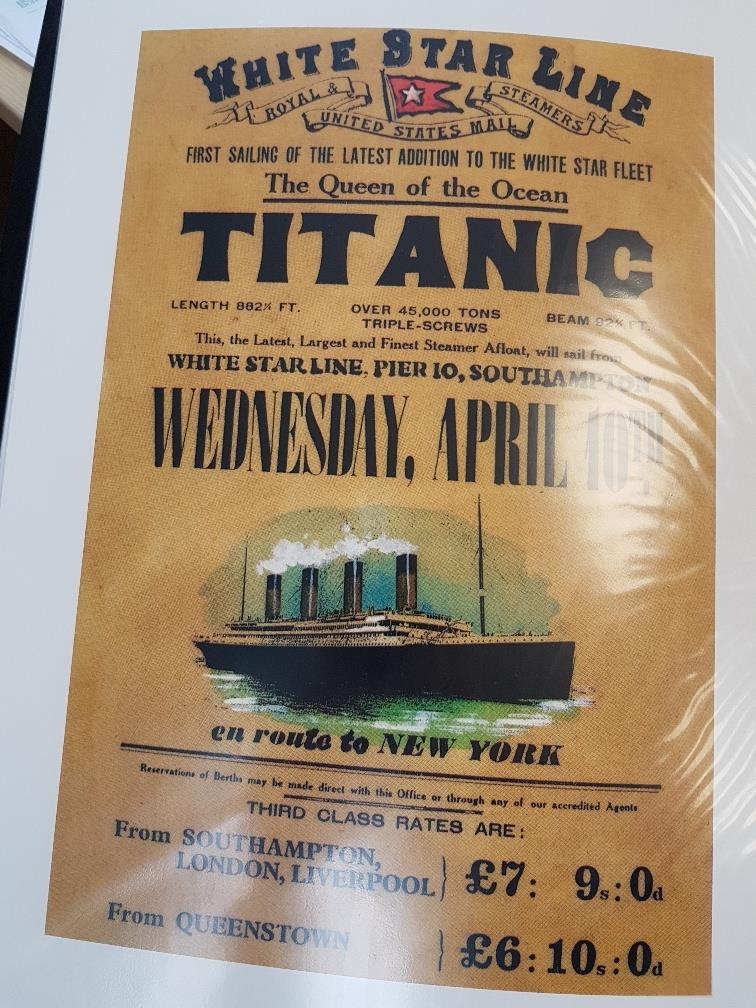 WHITE STAR LINE
ROYAL & UNITED STATES MAIL STEAMERS
FIRST SAILING OF THE LATEST ADDITION TO THE WHITE STAR FLEET
The Queen of the Ocean
TITANIC
LENGTH 882½ FT. OVER 45,000 TONS BEAM 92½ FT.
TRIPLE-SCREWS
This, the Latest, Largest and Finest Steamer Afloat, will sail from
WHITE STAR LINE, PIER 10, SOUTHAMPTON
WEDNESDAY, APRIL 10TH
en route to NEW YORK
Reservations of Berths may be made direct with this Office or through any of our accredited Agents
THIRD CLASS RATES ARE:
From SOUTHAMPTON,
LONDON, LIVERPOOL } £7: 9s:0d
From QUEENSTOWN } £6:10s:0d